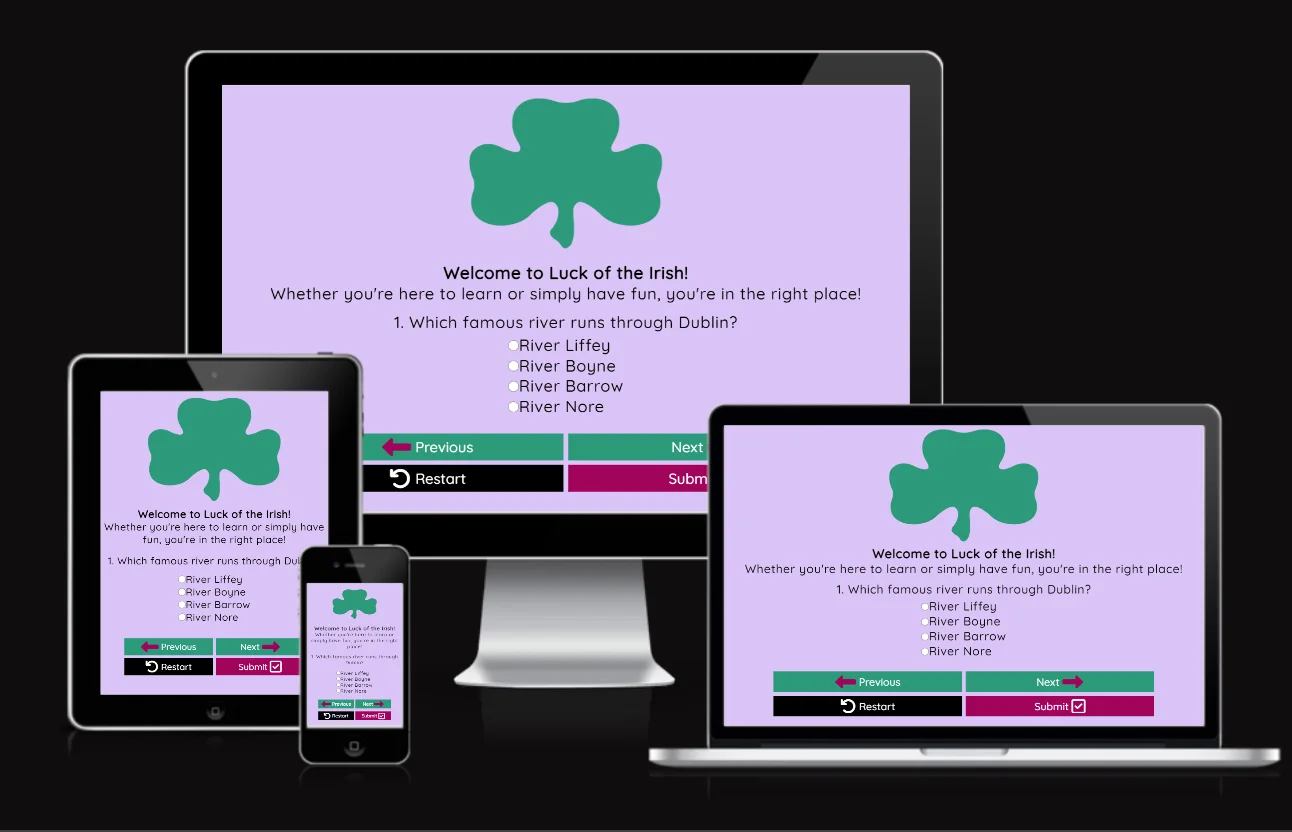 Welcome to Luck of the Irish!
Whether you're here to learn or simply have fun, you're in the right place!
1. Which famous river runs through Dublin?
River Liffey
River Boyne
River Barrow
River Nore
Previous
Next
Restart
Subm
Welcome to Luck of the Irish!
Whether you're here to learn or simply have
fun, you're in the right place!
1. Which famous river runs through Dubl
River Liffey
River Boyne
River Barrow
River Nore
Previous
Next
Restart
Submit
Welcome to Luck of the Irish!
Whether you're here to learn or
simply have fun, you're in the right
place!
1. Which famous river runs through
Dublin?
River Liffey
River Boyne
River Barrow
River Nore
Previous
Next
Restart
Submit
Welcome to Luck of the Irish!
Whether you're here to learn or simply have fun, you're in the right place!
1. Which famous river runs through Dublin?
River Liffey
River Boyne
River Barrow
River Nore
Previous
Next
Restart
Submit